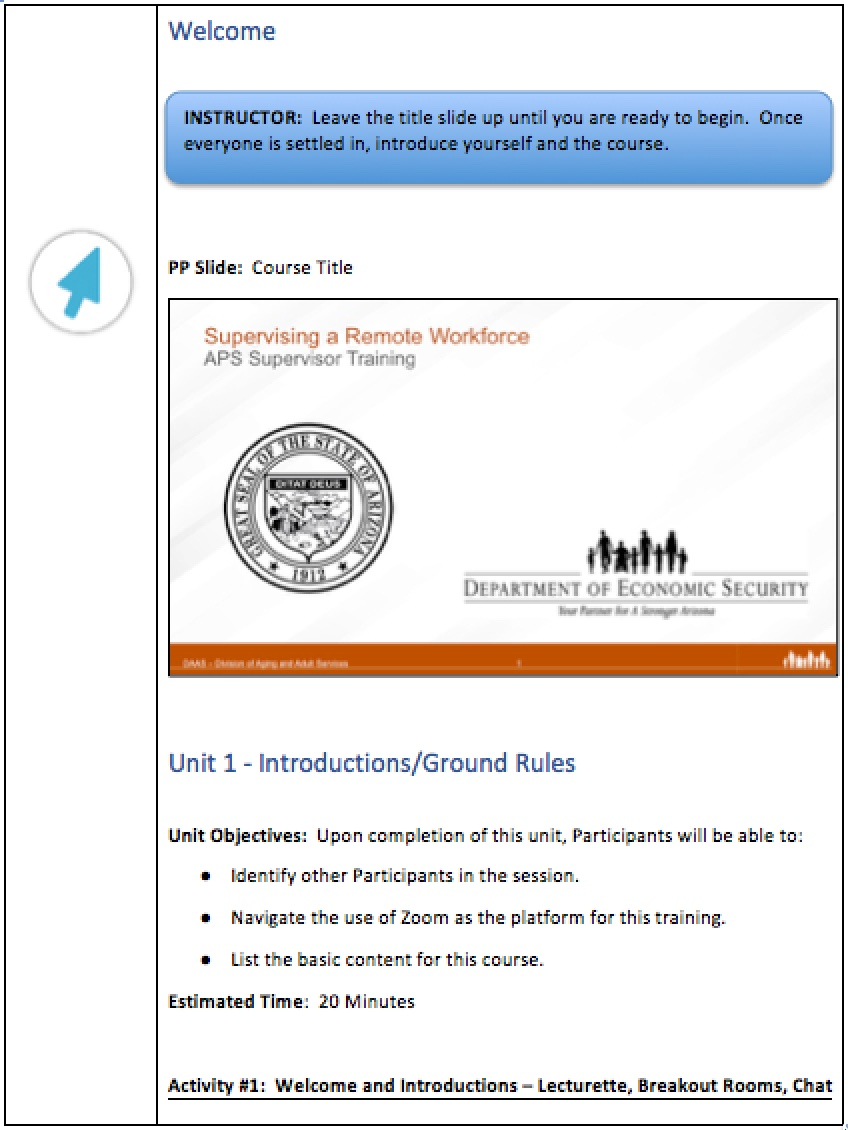 Welcome
INSTRUCTOR:  Leave the title slide up until you are ready to begin.  Once
everyone is settled in, introduce yourself and the course.
PP Slide:  Course Title
Supervising a Remote Workforce
APS Supervisor Training
GREAT SEAL OF THE STATE OF ARIZONA
DITAT DEUS
1912
DEPARTMENT OF ECONOMIC SECURITY
Your Partner For A Stronger Arizona
DAAS - Division of Aging and Adult Services
1
Unit 1 - Introductions/Ground Rules
Unit Objectives:  Upon completion of this unit, Participants will be able to:
● Identify other Participants in the session.
● Navigate the use of Zoom as the platform for this training.
● List the basic content for this course.
Estimated Time:  20 Minutes
Activity #1:  Welcome and Introductions – Lecturette, Breakout Rooms, Chat